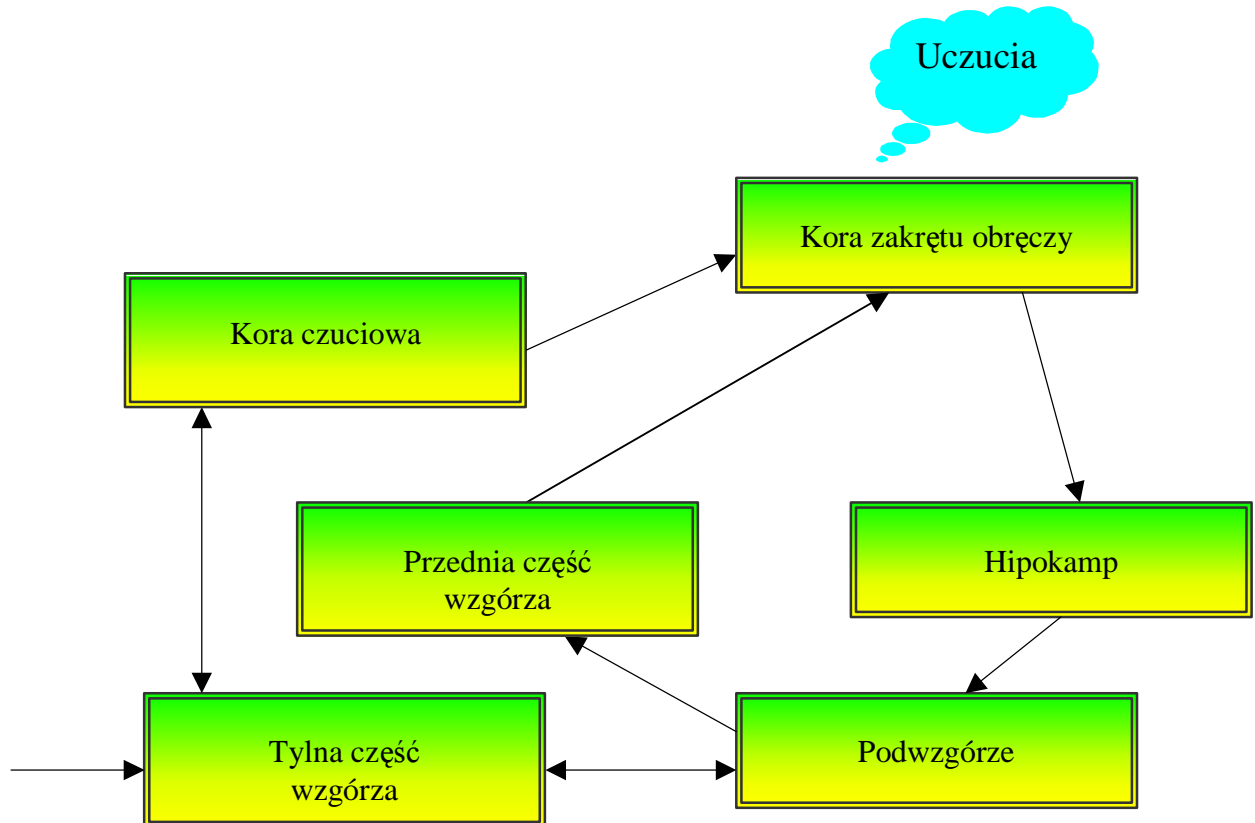 Uczucia
Kora zakrętu obręczy
Kora czuciowa
Przednia część
wzgórza
Hipokamp
Tylna część
wzgórza
Podwzgórze